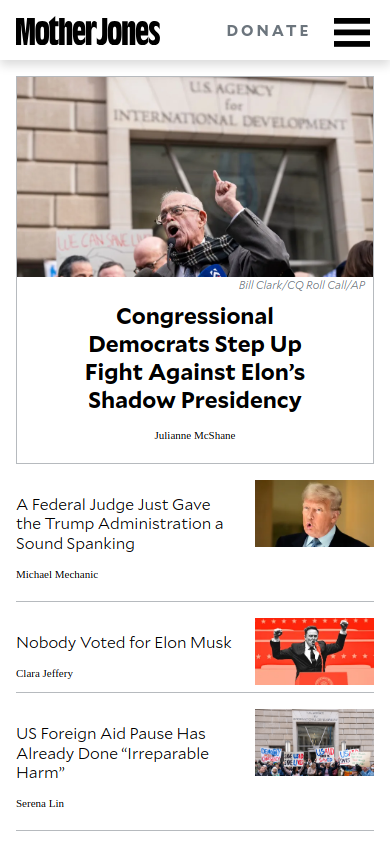 Mother Jones
DONATE
U.S. AGENCY
for
INTERNATIONAL DEVELOPMENT
WE CAN SAVE
Bill Clark/CQ Roll Call/AP
Congressional
Democrats Step Up
Fight Against Elon’s
Shadow Presidency
Julianne McShane
A Federal Judge Just Gave
the Trump Administration a
Sound Spanking
Michael Mechanic
Nobody Voted for Elon Musk
Clara Jeffery
US Foreign Aid Pause Has
Already Done “Irreparable
Harm”
Serena Lin